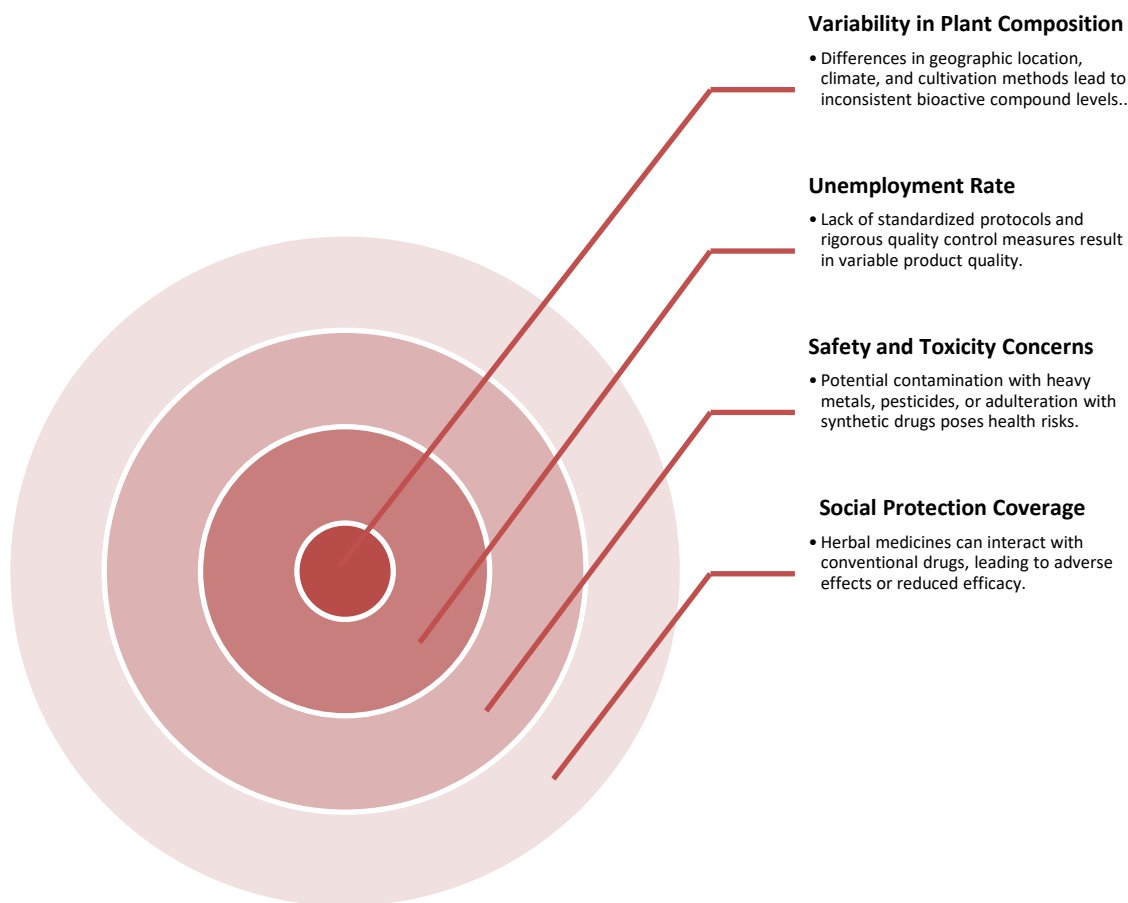 Variability in Plant Composition
• Differences in geographic location,
climate, and cultivation methods lead to
inconsistent bioactive compound levels..
Unemployment Rate
• Lack of standardized protocols and
rigorous quality control measures result
in variable product quality.
Safety and Toxicity Concerns
• Potential contamination with heavy
metals, pesticides, or adulteration with
synthetic drugs poses health risks.
Social Protection Coverage
• Herbal medicines can interact with
conventional drugs, leading to adverse
effects or reduced efficacy.